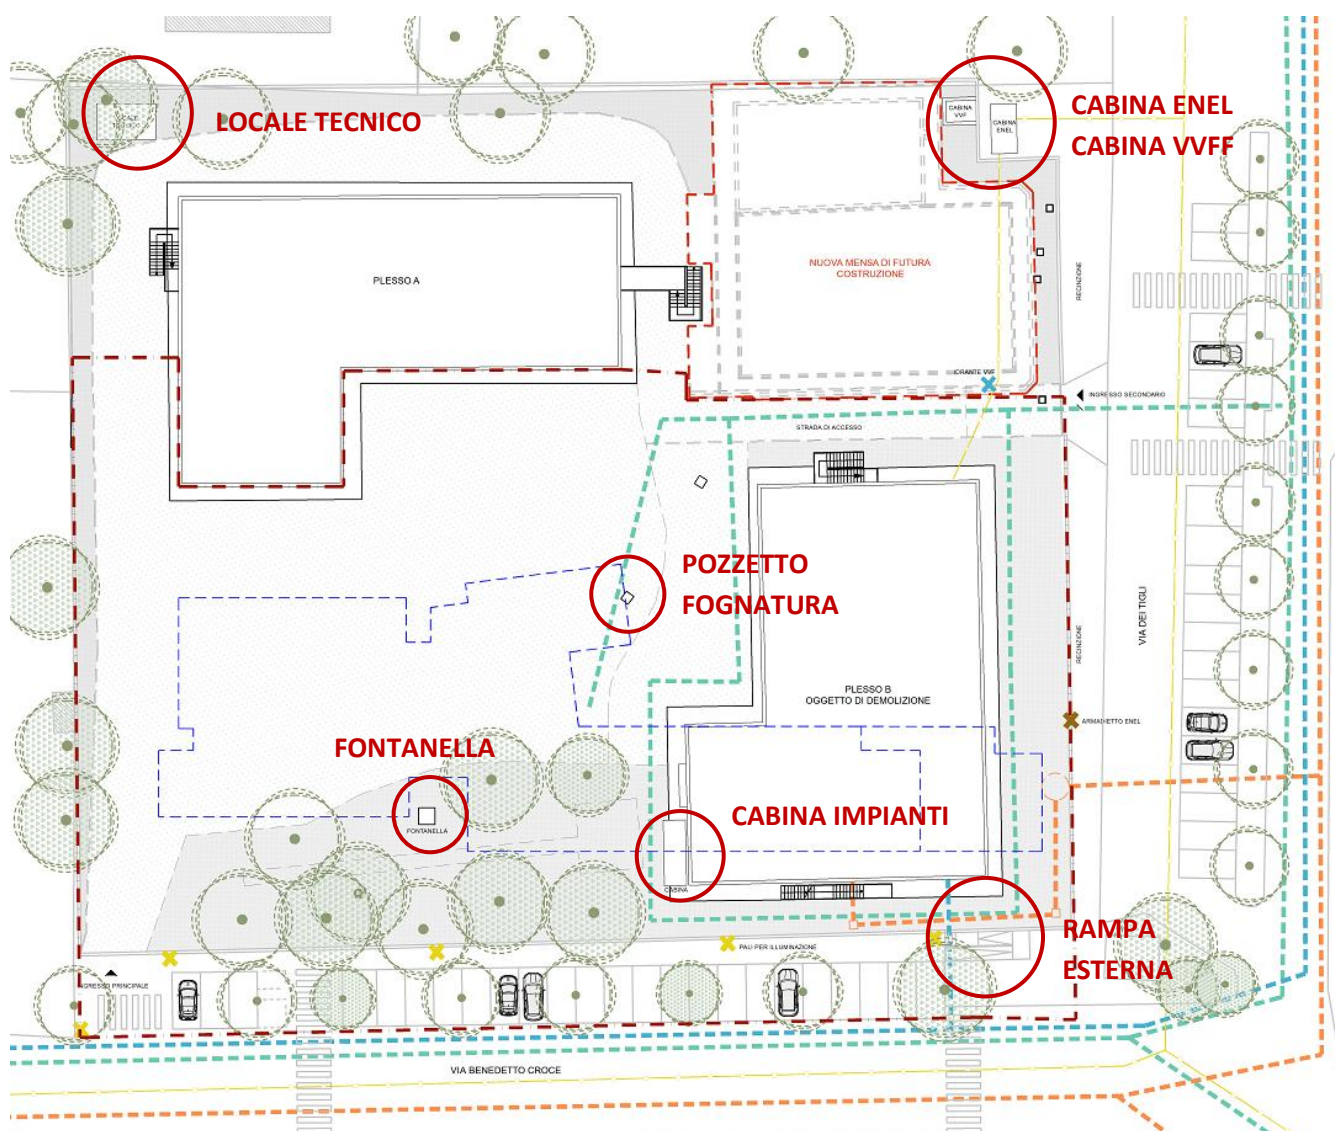 LOCALE TECNICO
LOCALE
TECNICO
CABINA ENEL
CABINA VVFF
CABINA
VVF
CABINA
ENEL
PLESSO A
NUOVA MENSA DI FUTURA
COSTRUZIONE
RECINZIONE
IDRANTE VVF
INGRESSO SECONDARIO
STRADA DI ACCESSO
POZZETTO
FOGNATURA
VIA DEI TIGLI
RECINZIONE
PLESSO B
OGGETTO DI DEMOLIZIONE
ARMADIETTO ENEL
FONTANELLA
FONTANELLA
CABINA IMPIANTI
CABINA
RAMPA
ESTERNA
PALI PER ILLUMINAZIONE
INGRESSO PRINCIPALE
VIA BENEDETTO CROCE